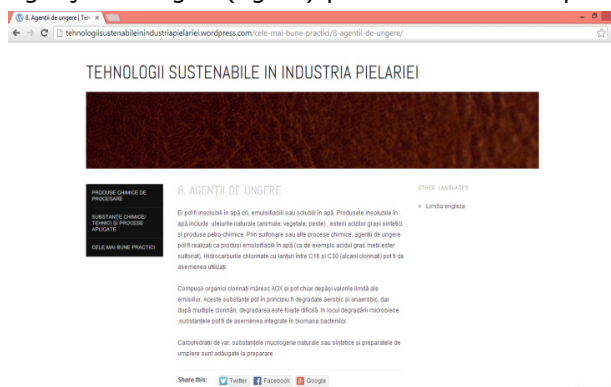 8. Agenții de ungere | Teh
tehnologiisustenabileinindustriapielariei.wordpress.com/cele-mai-bune-practici/8-agentii-de-ungere/
TEHNOLOGII SUSTENABILE IN INDUSTRIA PIELARIEI
PRODUSE CHIMICE DE
PROCESARE
SUBSTANȚE CHIMICE/
TEHNICI ȘI PROCESE
APLICATE
CELE MAI BUNE PRACTICI
8. AGENȚII DE UNGERE
Ei pot fi insolubili în apă ori, emulsifiabili sau solubili în apă. Produsele insolubile în
apă include uleiurile naturale (animale, vegetale, peste) , esterii acizilor grași sintetici
și produse petro-chimice. Prin sulfonare sau alte procese chimice, agenții de ungere
pot fi realizați ca produși emulsifiabili în apă (ca de exemplu acidul gras metil ester
sulfonat). Hidrocarburile chlorinate cu lanțuri între C16 și C30 (alcani clorinați) pot fi de
asemenea utilizați.
Compușii organici clorinați măresc AOX și pot chiar depăși valorile limită ale
emisiilor. Aceste substanțe pot în principiu fi degradate aerobic și anaerobic, dar
după multiple clorinări, degradarea este foarte dificilă. In locul degradării microbiene
,substanțele pot fi de asemenea integrate în biomasa bacteriilor.
Carbohidrații de var, substanțele mucilogene naturale sau sintetice și preparatele de
umplere sunt adăugate la preparare.
Share this:
Twitter
Facebook
Google
OTHER LANGUAGES
Limba engleza